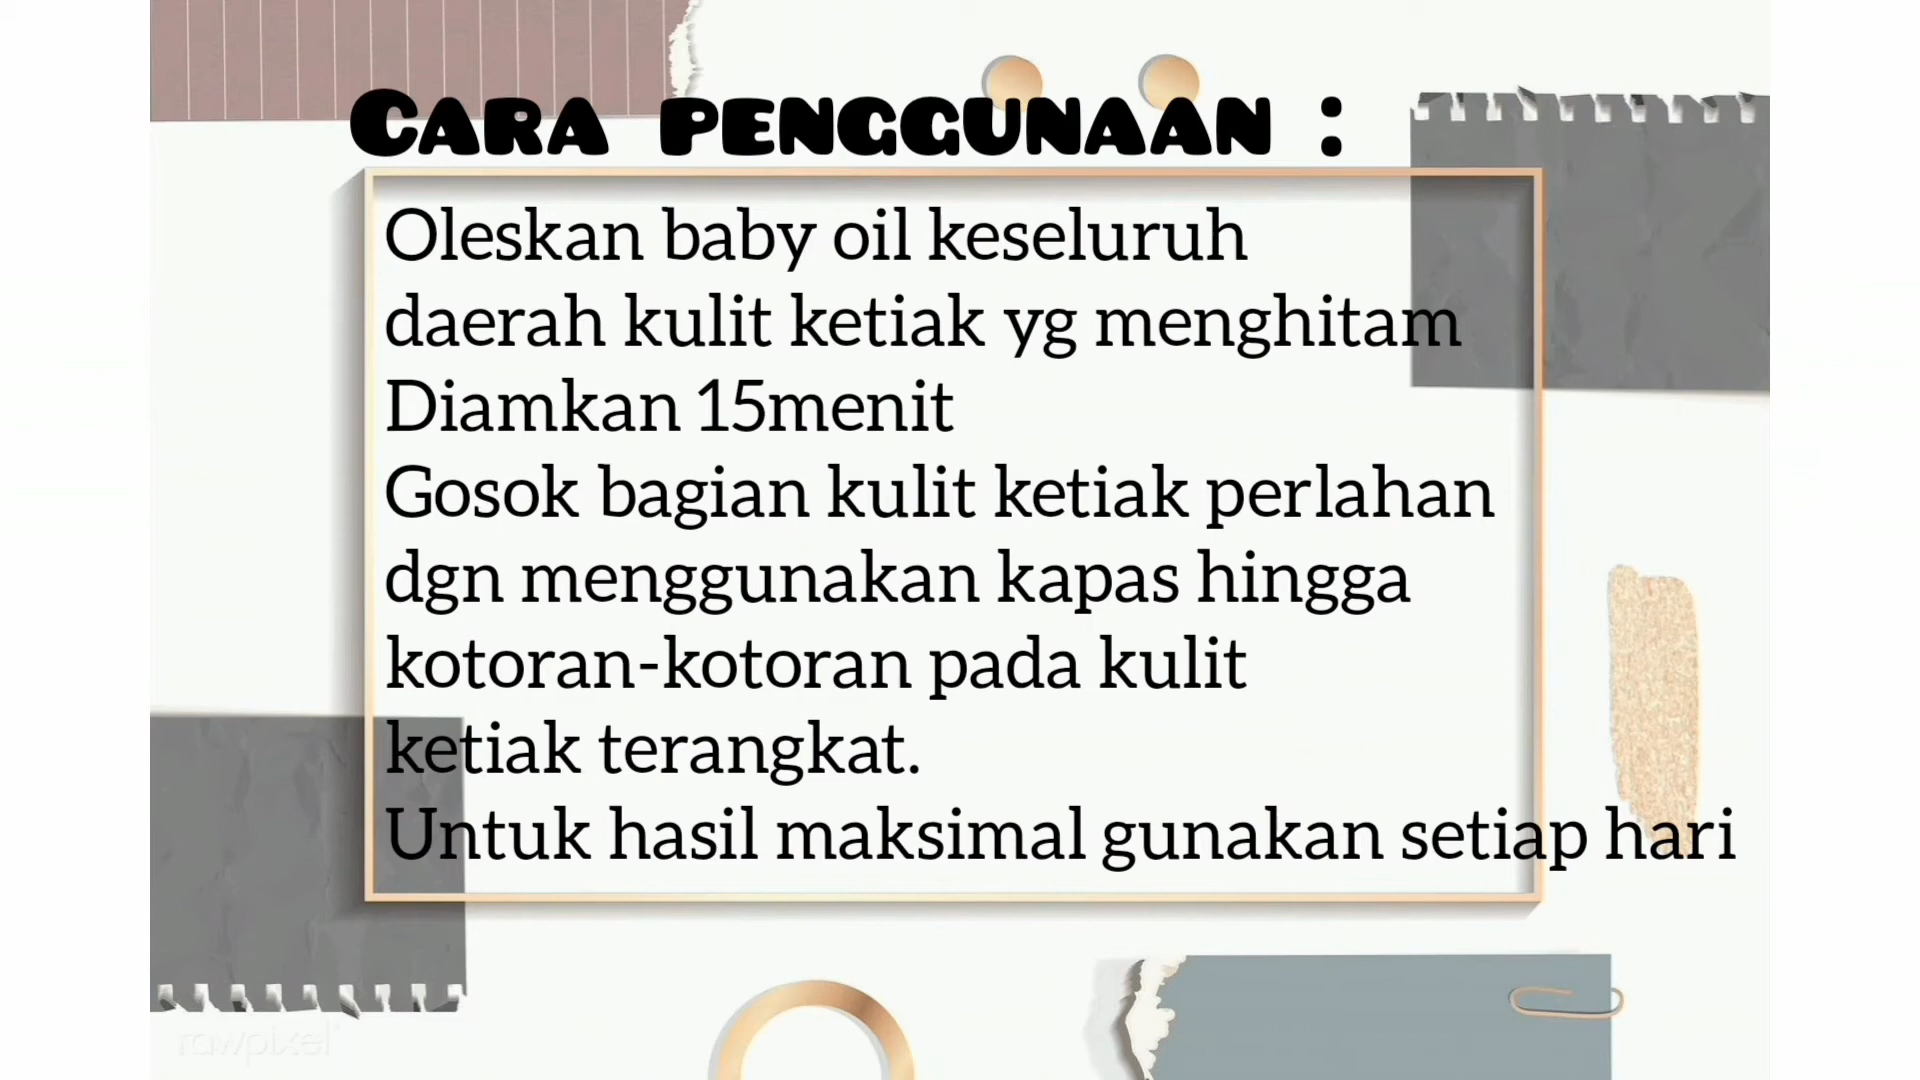 CARA PENGGUNAAN :
Oleskan baby oil keseluruh
daerah kulit ketiak yg menghitam
Diamkan 15menit
Gosok bagian kulit ketiak perlahan
dgn menggunakan kapas hingga
kotoran-kotoran pada kulit
ketiak terangkat.
Untuk hasil maksimal gunakan setiap hari
rawpixel